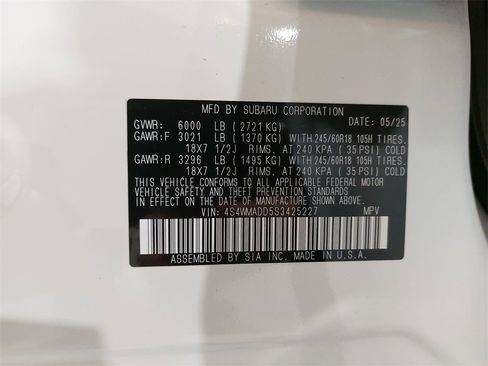 MFD BY SUBARU CORPORATION
GVWR: 6000 LB ( 2721 KG) DATE: 05/25
GAWR:F 3021 LB ( 1370 KG) WITH 245/60R18 105H TIRES.
18X7 1/2J RIMS. AT 240 KPA ( 35 PSI) COLD
GAWR:R 3296 LB ( 1495 KG) WITH 245/60R18 105H TIRES.
18X7 1/2J RIMS. AT 240 KPA ( 35 PSI) COLD
THIS VEHICLE CONFORMS TO ALL APPLICABLE FEDERAL MOTOR
VEHICLE SAFETY AND THEFT PREVENTION STANDARDS
IN EFFECT ON THE DATE OF MANUFACTURE SHOWN ABOVE.
VIN: 4S4WMADD5S3425227 MPV
ASSEMBLED BY SIA INC. MADE IN U.S.A.